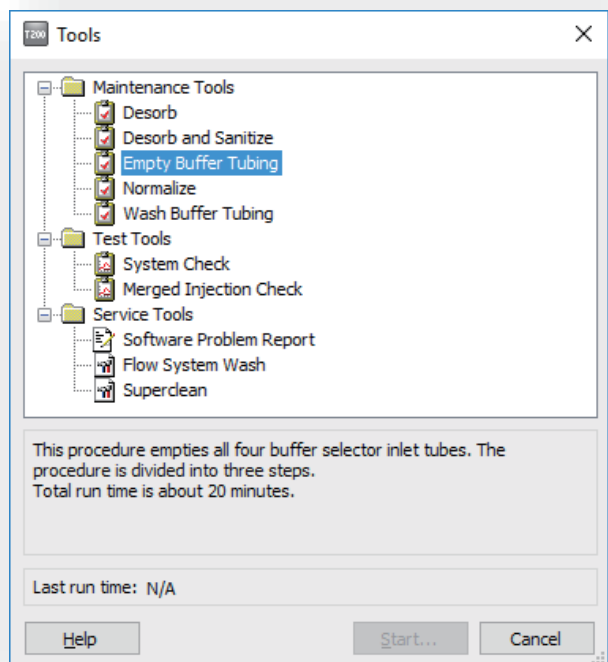 T200 Tools
Maintenance Tools
Desorb
Desorb and Sanitize
Empty Buffer Tubing
Normalize
Wash Buffer Tubing
Test Tools
System Check
Merged Injection Check
Service Tools
Software Problem Report
Flow System Wash
Superclean
This procedure empties all four buffer selector inlet tubes. The
procedure is divided into three steps.
Total run time is about 20 minutes.
Last run time: N/A
Help Start... Cancel